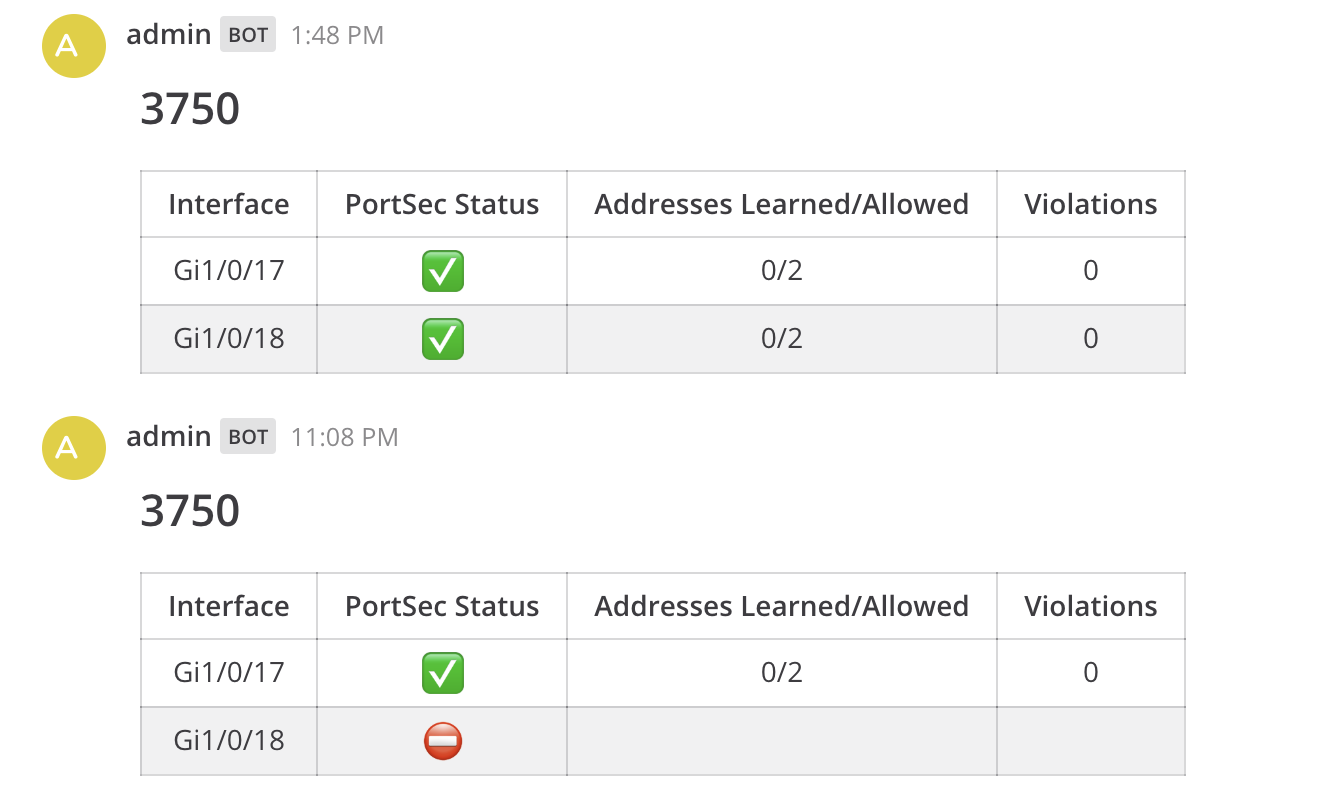 A admin BOT 1:48 PM
3750
Interface PortSec Status Addresses Learned/Allowed Violations
Gi1/0/17 ✅ 0/2 0
Gi1/0/18 ✅ 0/2 0
A admin BOT 11:08 PM
3750
Interface PortSec Status Addresses Learned/Allowed Violations
Gi1/0/17 ✅ 0/2 0
Gi1/0/18 ⛔